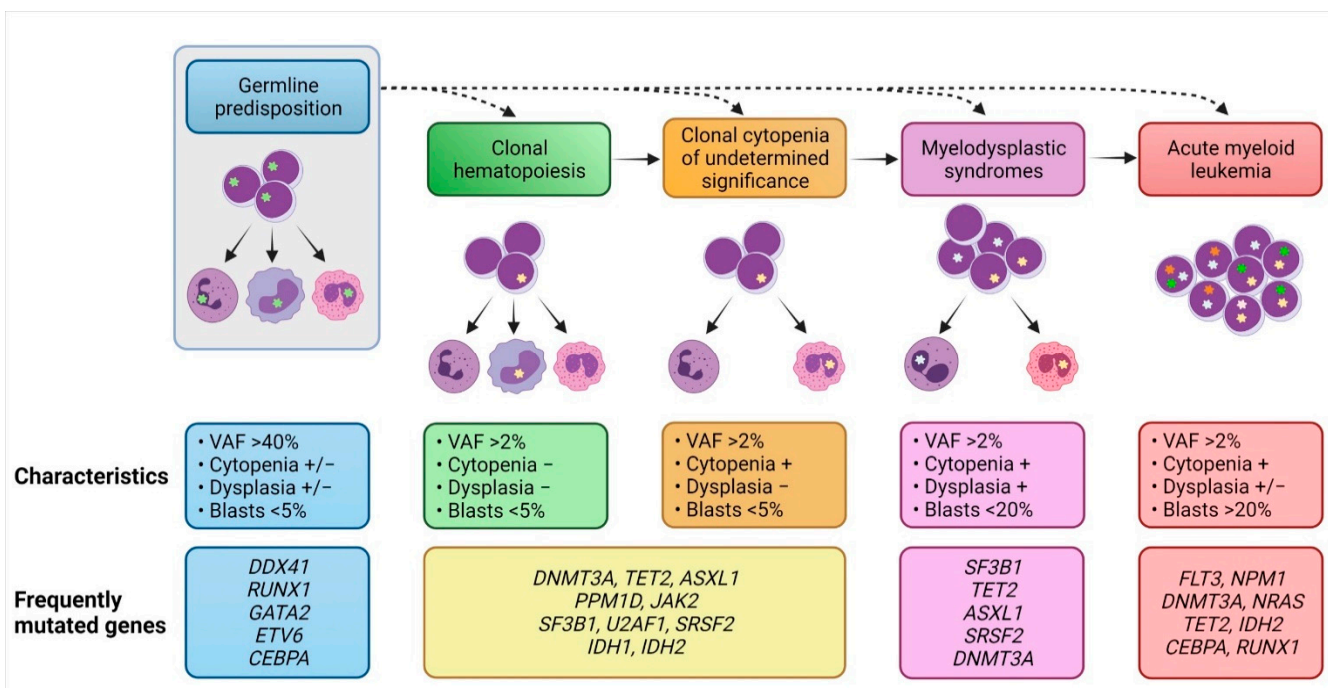 Germline
predisposition
Clonal
hematopoiesis
Clonal cytopenia
of undetermined
significance
Myelodysplastic
syndromes
Acute myeloid
leukemia
Characteristics
• VAF >40%
• Cytopenia +/−
• Dysplasia +/−
• Blasts <5%
• VAF >2%
• Cytopenia −
• Dysplasia −
• Blasts <5%
• VAF >2%
• Cytopenia +
• Dysplasia −
• Blasts <5%
• VAF >2%
• Cytopenia +
• Dysplasia +
• Blasts <20%
• VAF >2%
• Cytopenia +
• Dysplasia +/−
• Blasts >20%
Frequently
mutated genes
DDX41
RUNX1
GATA2
ETV6
CEBPA
DNMT3A, TET2, ASXL1
PPM1D, JAK2
SF3B1, U2AF1, SRSF2
IDH1, IDH2
SF3B1
TET2
ASXL1
SRSF2
DNMT3A
FLT3, NPM1
DNMT3A, NRAS
TET2, IDH2
CEBPA, RUNX1